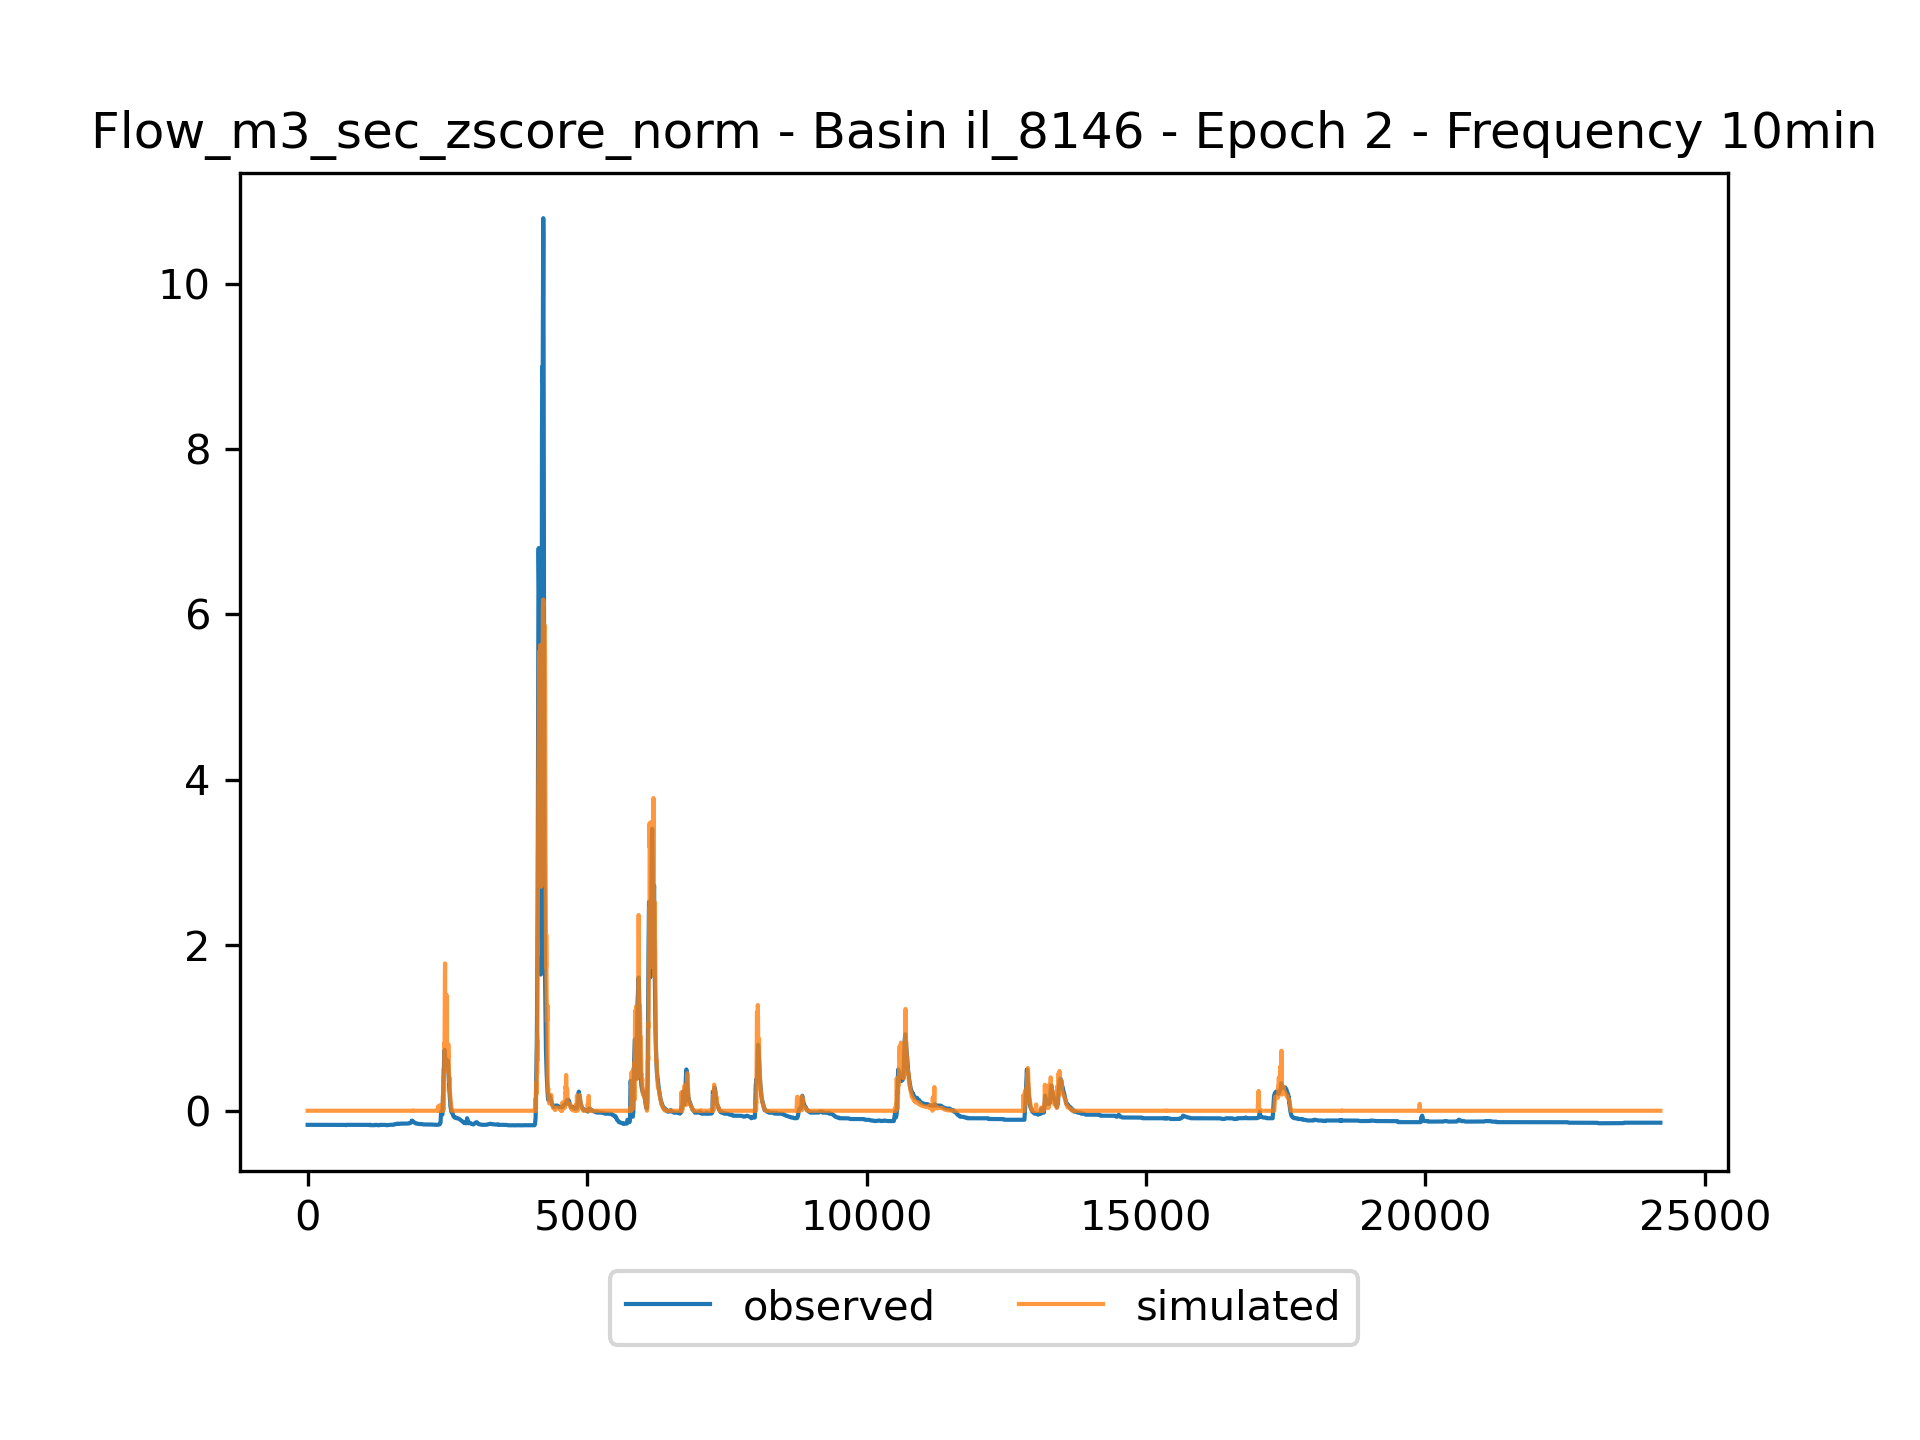 Flow_m3_sec_zscore_norm - Basin il_8146 - Epoch 2 - Frequency 10min
10
8
6
4
2
0
0 5000 10000 15000 20000 25000
observed simulated